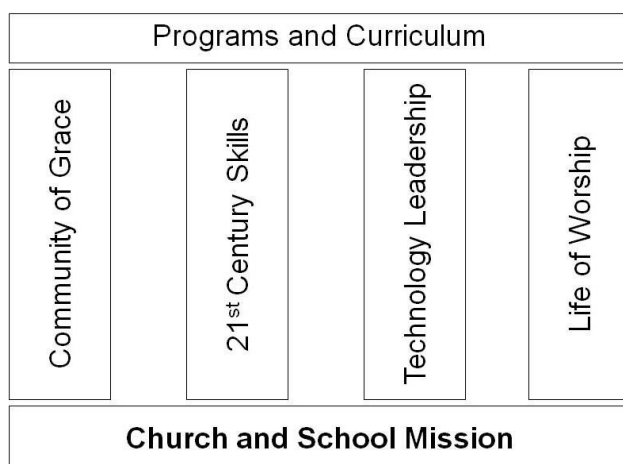 Programs and Curriculum
Community of Grace
21st Century Skills
Technology Leadership
Life of Worship
Church and School Mission